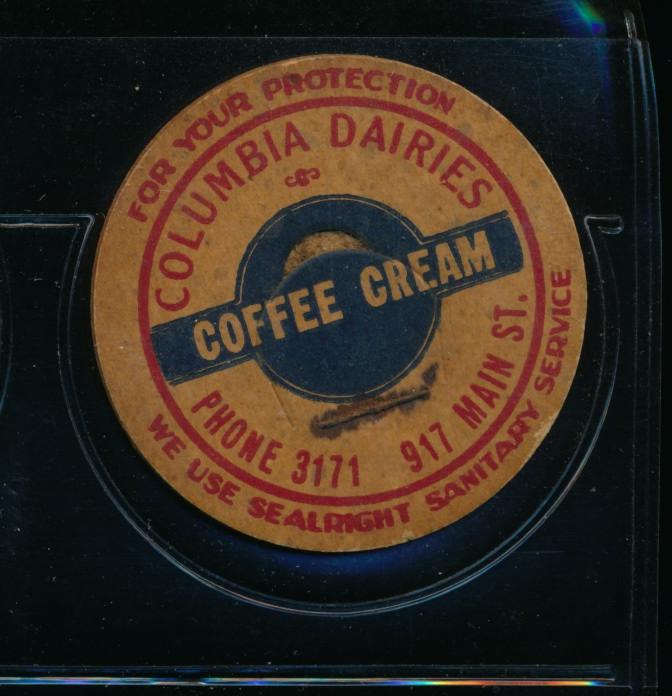 FOR YOUR PROTECTION
COLUMBIA DAIRIES
COFFEE CREAM
PHONE 3171 917 MAIN ST.
WE USE SEALRIGHT SANITARY SERVICE